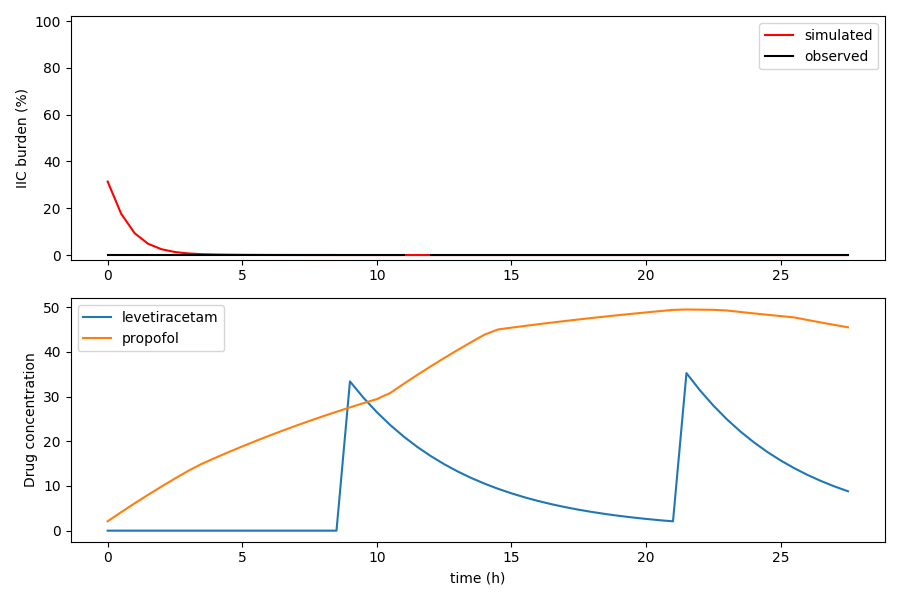 IIC burden (%)
100
80
60
40
20
0
simulated
observed
0 5 10 15 20 25
Drug concentration
50
40
30
20
10
0
levetiracetam
propofol
0 5 10 15 20 25
time (h)